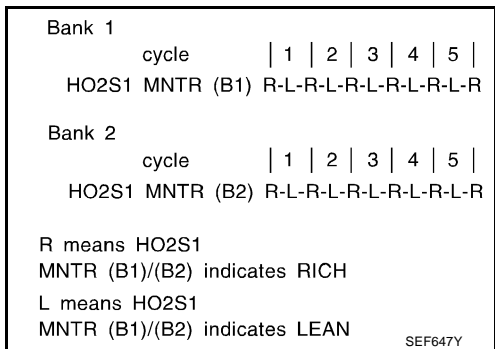 Bank 1
cycle | 1 | 2 | 3 | 4 | 5 |
HO2S1 MNTR (B1) R-L-R-L-R-L-R-L-R-L-R
Bank 2
cycle | 1 | 2 | 3 | 4 | 5 |
HO2S1 MNTR (B2) R-L-R-L-R-L-R-L-R-L-R
R means HO2S1
MNTR (B1)/(B2) indicates RICH
L means HO2S1
MNTR (B1)/(B2) indicates LEAN
SEF647Y